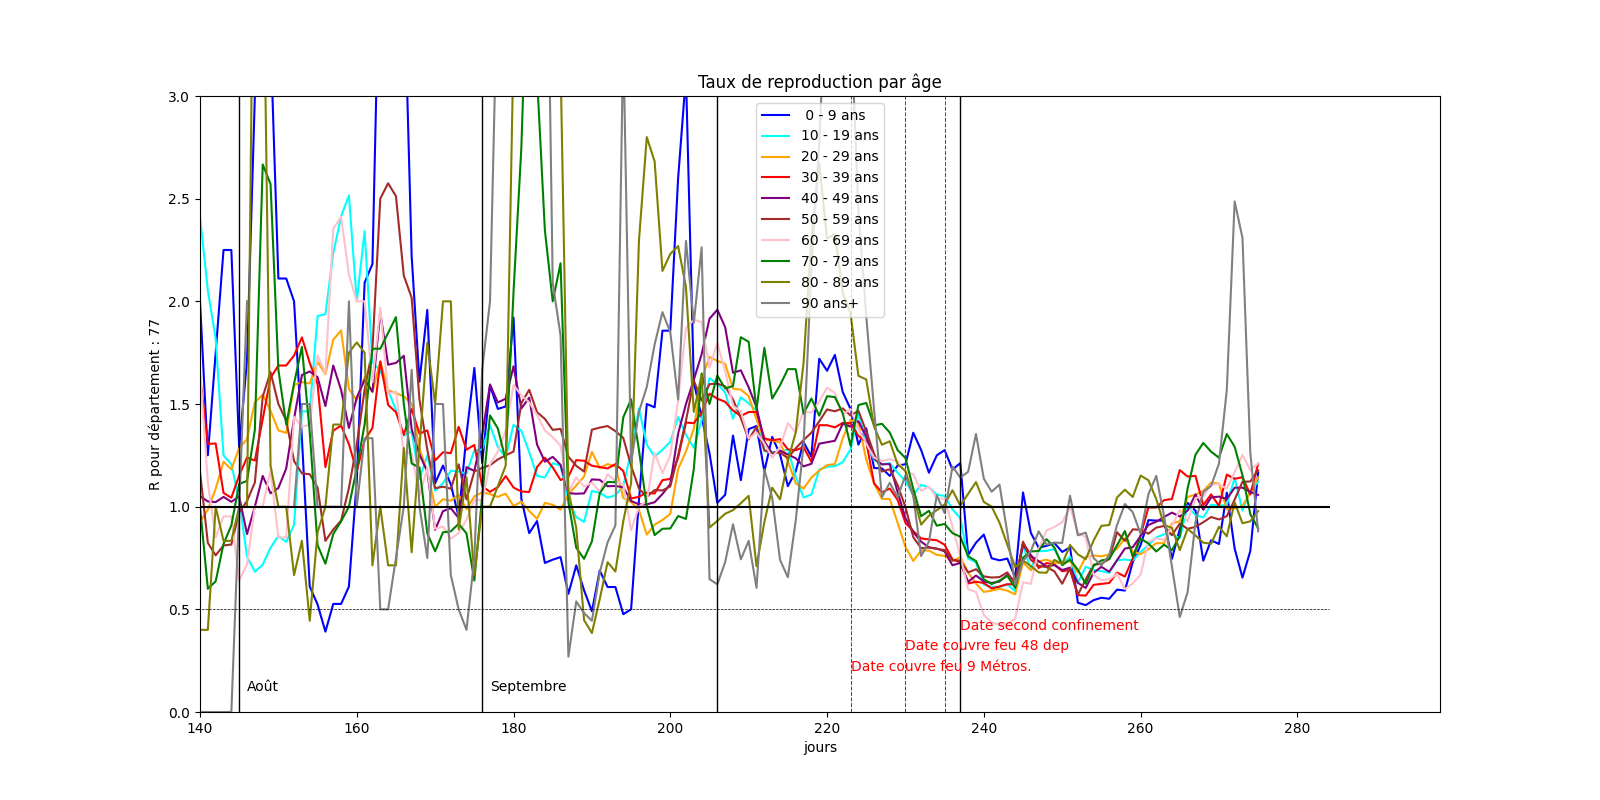 Taux de reproduction par âge
R pour département : 77
3.0
2.5
2.0
1.5
1.0
0.5
0.0
0 - 9 ans
10 - 19 ans
20 - 29 ans
30 - 39 ans
40 - 49 ans
50 - 59 ans
60 - 69 ans
70 - 79 ans
80 - 89 ans
90 ans+
Date second confinement
Date couvre feu 48 dep
Date couvre feu 9 Métros.
Août
Septembre
140
160
180
200
220
240
260
280
jours